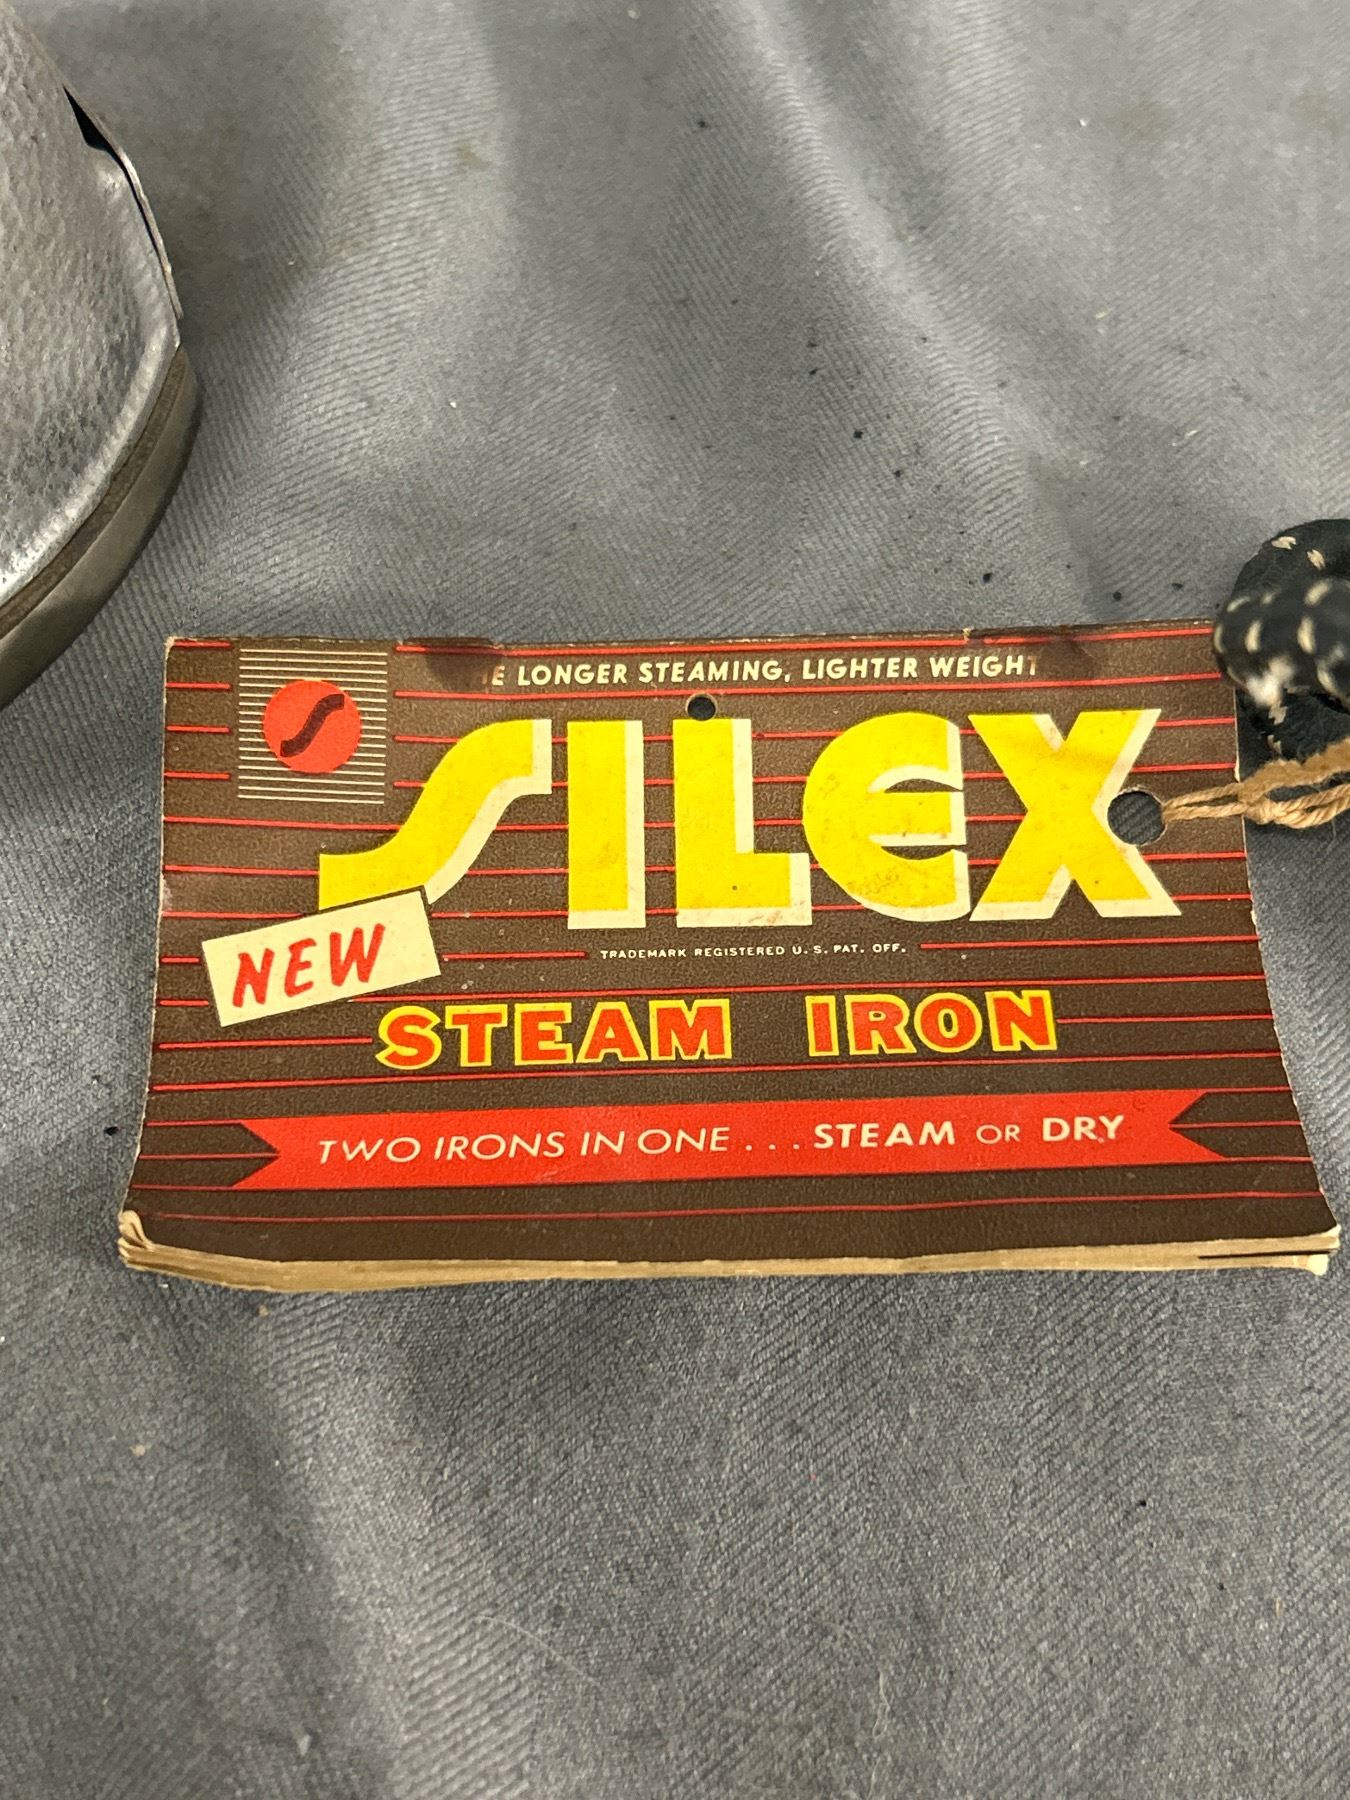 LONGER STEAMING, LIGHTER WEIGHT
SILEX
TRADEMARK REGISTERED U. S. PAT. OFF.
NEW
STEAM IRON
TWO IRONS IN ONE . . . STEAM OR DRY